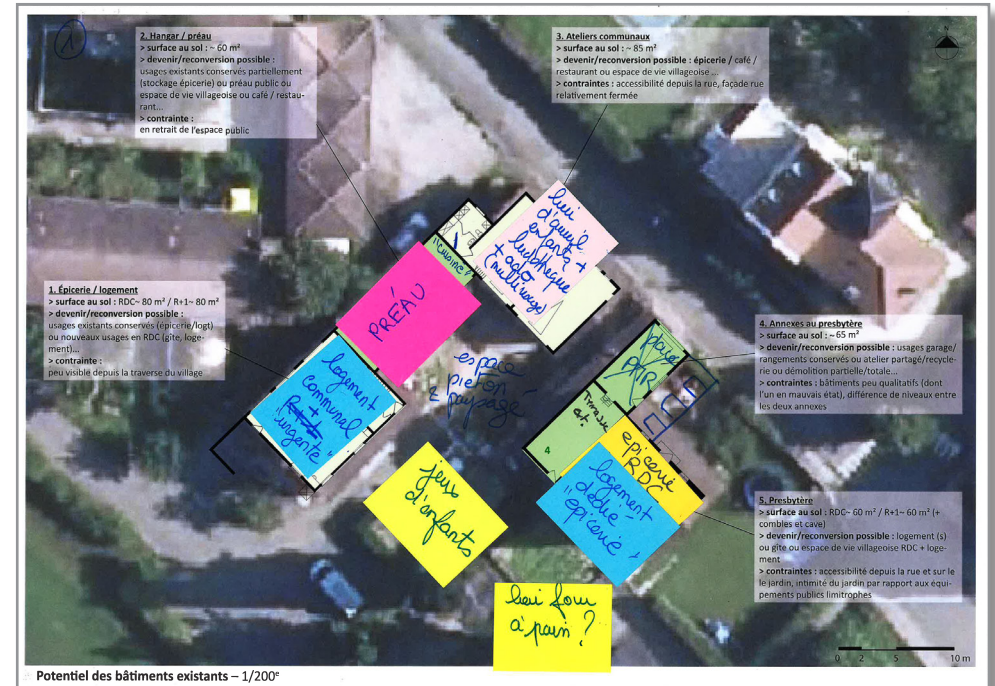 1
2. Hangar / préau
> surface au sol : ~ 60 m²
> devenir/reconversion possible :
usages existants conservés partiellement
(stockage épicerie) ou préau public ou
espace de vie villageoise ou café / restau-
rant...
> contrainte :
en retrait de l'espace public
3. Ateliers communaux
> surface au sol : ~ 85 m²
> devenir/reconversion possible : épicerie / café /
restaurant ou espace de vie villageoise ...
> contraintes : accessibilité depuis la rue, façade rue
relativement fermée
N
lieu
d'accueil
enfants +
ludothèque
+ ado
(multiusage)
"cuisine"?
PRÉAU
1. Épicerie / logement
> surface au sol : RDC~ 80 m² / R+1~ 80 m²
> devenir/reconversion possible :
usages existants conservés (épicerie/logt)
ou nouveaux usages en RDC (gîte, loge-
ment)...
> contrainte :
peu visible depuis la traverse du village
logement
communal
R+1
"urgente"
espace
piéton
& paysagé
4. Annexes au presbytère
> surface au sol : ~ 65 m²
> devenir/reconversion possible : usages garage/
rangements conservés ou atelier partagé/recycle-
rie ou démolition partielle/totale...
> contraintes : bâtiments peu qualitatifs (dont
l'un en mauvais état), différence de niveaux entre
les deux annexes
places
PMR
Terrasse
4
epicerie
RDC
logement
dédié
"épicerie"
jeux
d'enfants
5. Presbytère
> surface au sol : RDC~ 60 m² / R+1~ 60 m² (+
combles et cave)
> devenir/reconversion possible : logement (s)
ou gîte ou espace de vie villageoise RDC + loge-
ment
> contraintes : accessibilité depuis la rue et sur le
le jardin, intimité du jardin par rapport aux équi-
pements publics limitrophes
lieu four
à pain ?
0 2 5 10 m
Potentiel des bâtiments existants – 1/200e